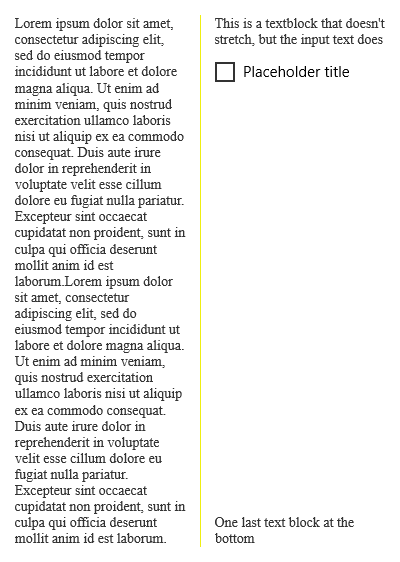 Lorem ipsum dolor sit amet,
consectetur adipiscing elit,
sed do eiusmod tempor
incididunt ut labore et dolore
magna aliqua. Ut enim ad
minim veniam, quis nostrud
exercitation ullamco laboris
nisi ut aliquip ex ea commodo
consequat. Duis aute irure
dolor in reprehenderit in
voluptate velit esse cillum
dolore eu fugiat nulla pariatur.
Excepteur sint occaecat
cupidatat non proident, sunt in
culpa qui officia deserunt
mollit anim id est
laborum.Lorem ipsum dolor
sit amet, consectetur
adipiscing elit, sed do
eiusmod tempor incididunt ut
labore et dolore magna aliqua.
Ut enim ad minim veniam,
quis nostrud exercitation
ullamco laboris nisi ut aliquip
ex ea commodo consequat.
Duis aute irure dolor in
reprehenderit in voluptate
velit esse cillum dolore eu
fugiat nulla pariatur.
Excepteur sint occaecat
cupidatat non proident, sunt in
culpa qui officia deserunt
mollit anim id est laborum.
This is a textblock that doesn't
stretch, but the input text does
Placeholder title
One last text block at the
bottom